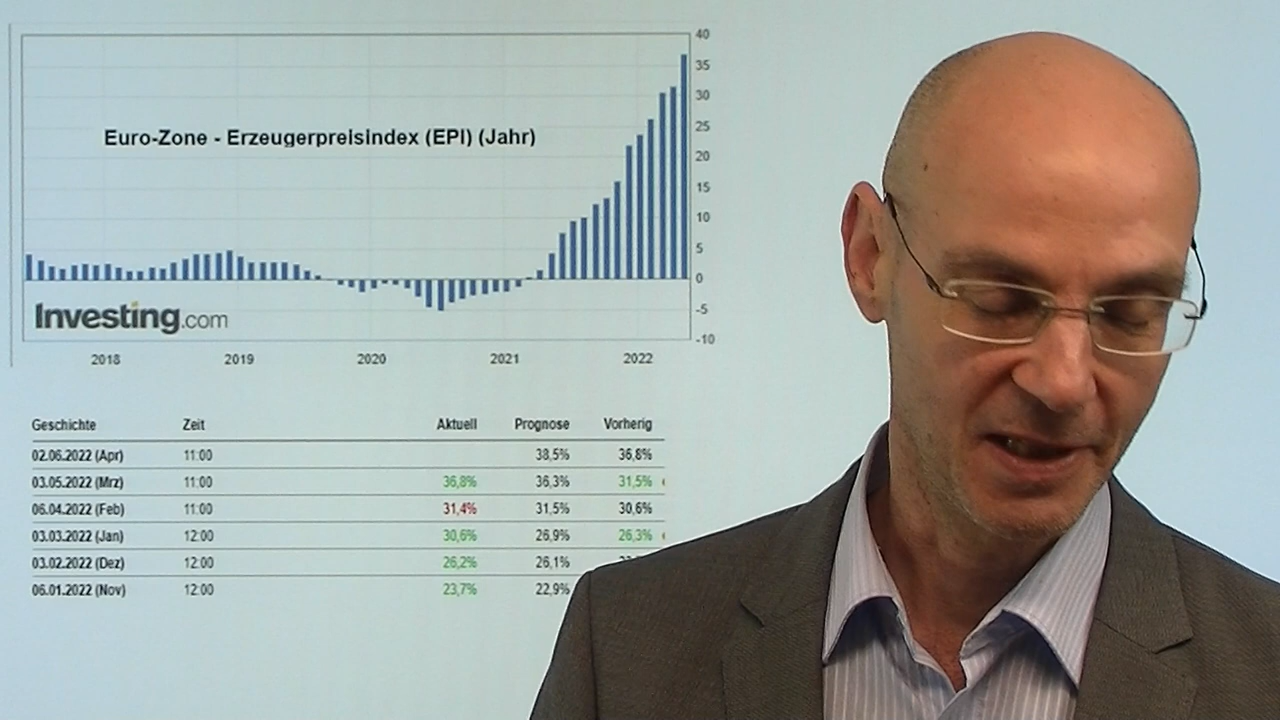 40
35
30
25
Euro-Zone - Erzeugerpreisindex (EPI) (Jahr)
20
15
10
5
0
-5
Investing.com
-10
2018 2019 2020 2021 2022
Geschichte Zeit Aktuell Prognose Vorherig
02.06.2022 (Apr) 11:00 38,5% 36,8%
03.05.2022 (Mrz) 11:00 36,8% 36,3% 31,5%
06.04.2022 (Feb) 11:00 31,4% 31,5% 30,6%
03.03.2022 (Jan) 12:00 30,6% 26,9% 26,3%
03.02.2022 (Dez) 12:00 26,2% 26,1%
06.01.2022 (Nov) 12:00 23,7% 22,9%